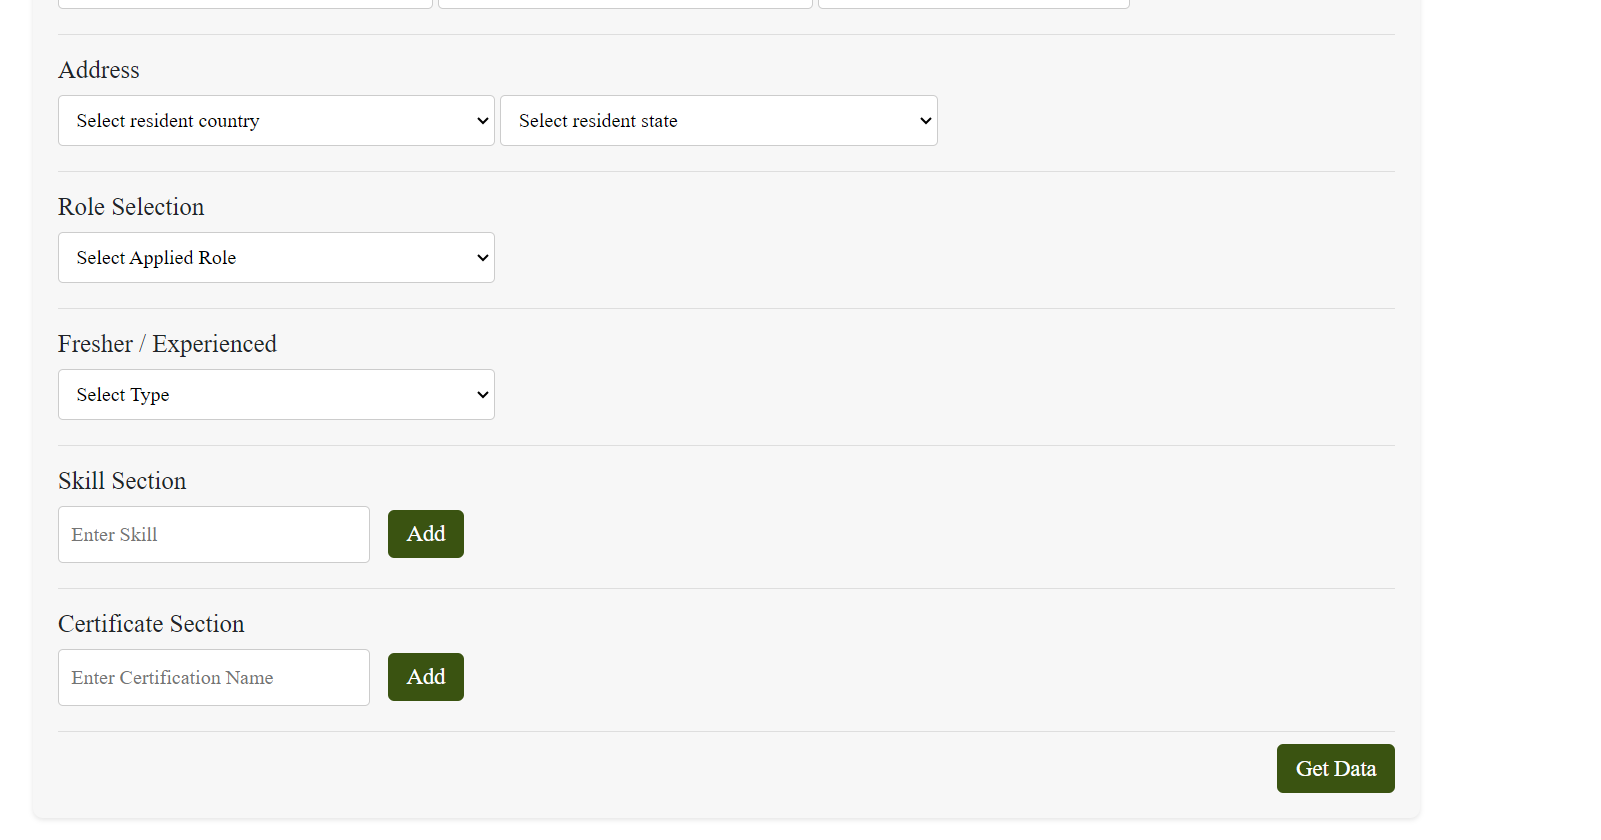 Address
Select resident country Select resident state
Role Selection
Select Applied Role
Fresher / Experienced
Select Type
Skill Section
Enter Skill Add
Certificate Section
Enter Certification Name Add
Get Data